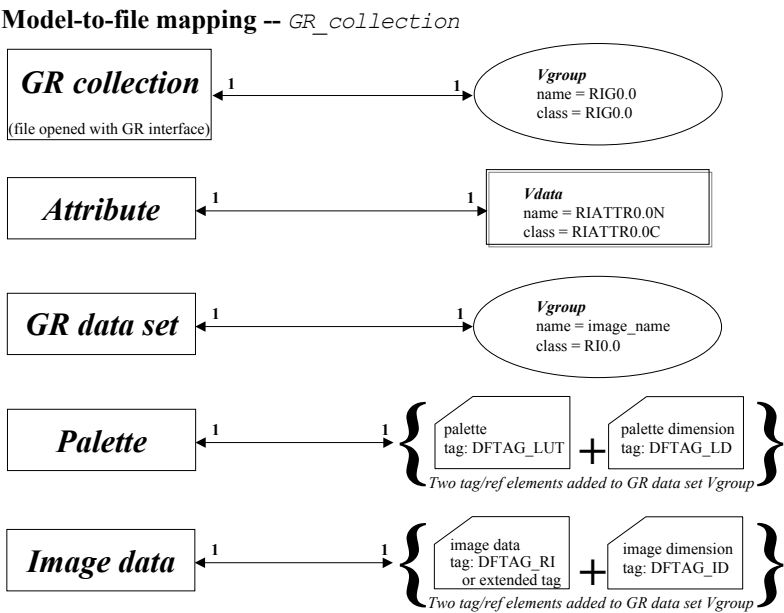 Model-to-file mapping -- GR_collection
GR collection
(file opened with GR interface)
1
1
Vgroup
name = RIG0.0
class = RIG0.0
Attribute
1
1
Vdata
name = RIATTR0.0N
class = RIATTR0.0C
GR data set
1
1
Vgroup
name = image_name
class = RI0.0
Palette
1
1
{
palette
tag: DFTAG_LUT
+
palette dimension
tag: DFTAG_LD
}
Two tag/ref elements added to GR data set Vgroup
Image data
1
1
{
image data
tag: DFTAG_RI
or extended tag
+
image dimension
tag: DFTAG_ID
}
Two tag/ref elements added to GR data set Vgroup